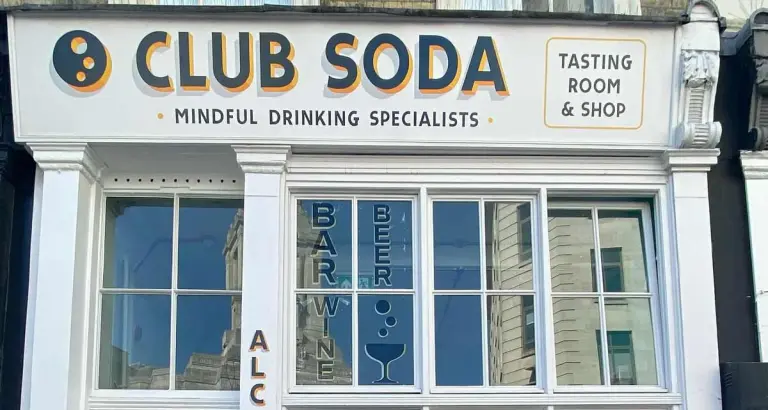 CLUB SODA
· MINDFUL DRINKING SPECIALISTS ·
TASTING
ROOM
& SHOP
BAR
WINE
BEER
ALC